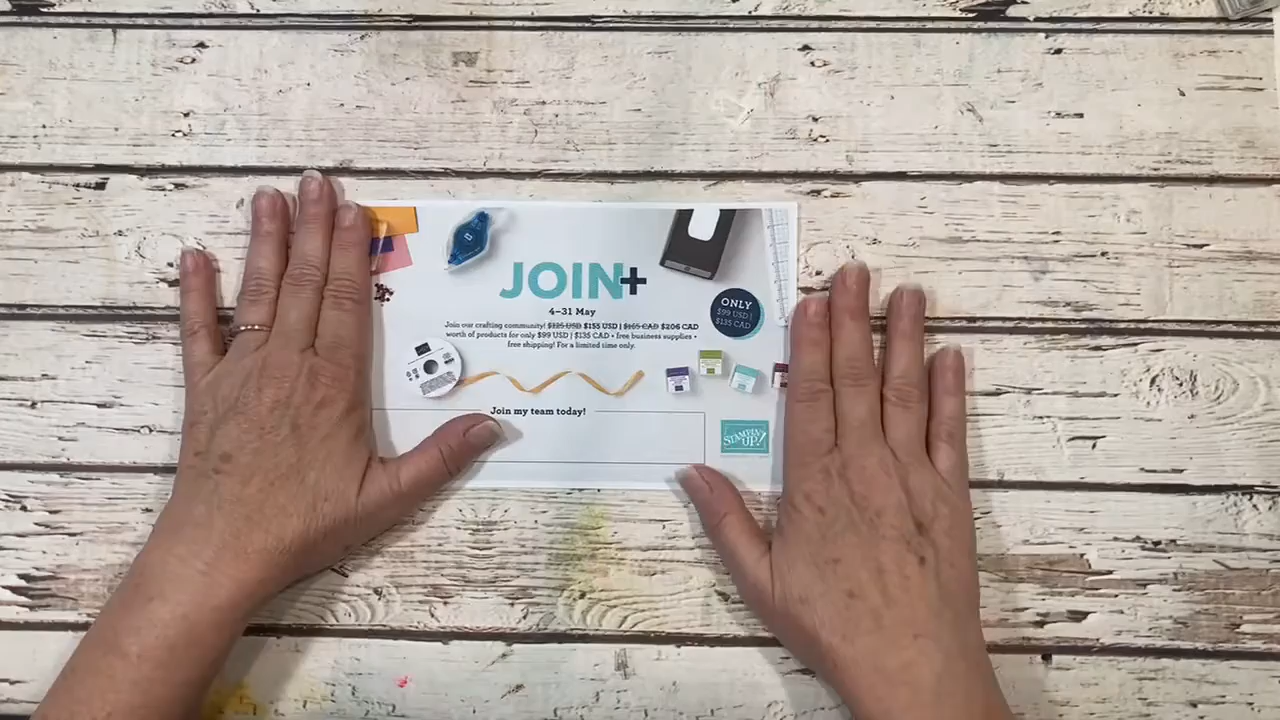 JOIN+
4–31 May
Join our crafting community! $125 USD $155 USD | $165 CAD $206 CAD
worth of products for only $99 USD | $135 CAD • free business supplies •
free shipping! For a limited time only.
ONLY
$99 USD |
$135 CAD
Join my team today!
STAMPIN' UP!